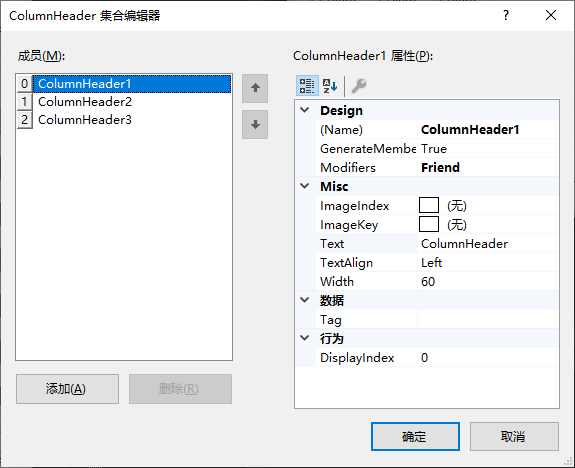 ColumnHeader 集合编辑器
成员(M):
0 ColumnHeader1
1 ColumnHeader2
2 ColumnHeader3
添加(A)
删除(R)
ColumnHeader1 属性(P):
Design
(Name) ColumnHeader1
GenerateMembe True
Modifiers Friend
Misc
ImageIndex (无)
ImageKey (无)
Text ColumnHeader
TextAlign Left
Width 60
数据
Tag
行为
DisplayIndex 0
确定
取消